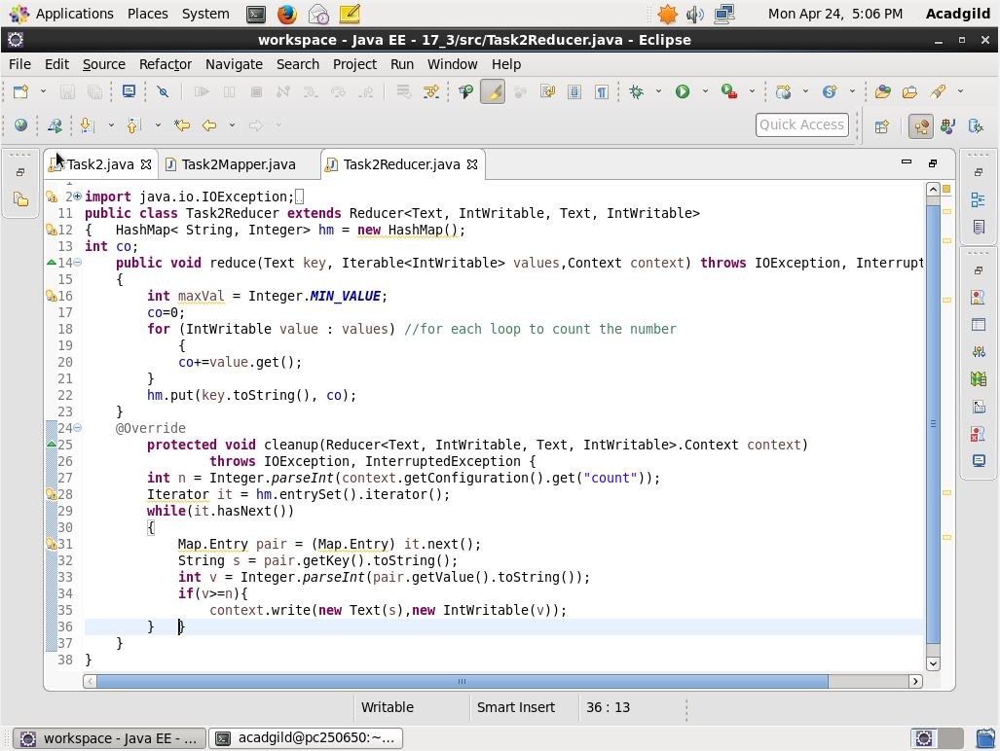 Applications Places System Mon Apr 24, 5:06 PM Acadgild
workspace - Java EE - 17_3/src/Task2Reducer.java - Eclipse
File Edit Source Refactor Navigate Search Project Run Window Help
Quick Access
Task2.java Task2Mapper.java Task2Reducer.java
1
2 import java.io.IOException;
11 public class Task2Reducer extends Reducer<Text, IntWritable, Text, IntWritable>
12 {   HashMap< String, Integer> hm = new HashMap();
13 int co;
14     public void reduce(Text key, Iterable<IntWritable> values,Context context) throws IOException, Interrupt
15     {
16         int maxVal = Integer.MIN_VALUE;
17         co=0;
18         for (IntWritable value : values) //for each loop to count the number
19             {
20             co+=value.get();
21         }
22         hm.put(key.toString(), co);
23     }
24     @Override
25         protected void cleanup(Reducer<Text, IntWritable, Text, IntWritable>.Context context)
26                 throws IOException, InterruptedException {
27         int n = Integer.parseInt(context.getConfiguration().get("count"));
28         Iterator it = hm.entrySet().iterator();
29         while(it.hasNext())
30         {
31             Map.Entry pair = (Map.Entry) it.next();
32             String s = pair.getKey().toString();
33             int v = Integer.parseInt(pair.getValue().toString());
34             if(v>=n){
35                 context.write(new Text(s),new IntWritable(v));
36         }   }
37     }
38 }
Writable Smart Insert 36 : 13
workspace - Java EE - ... acadgild@pc250650:~...